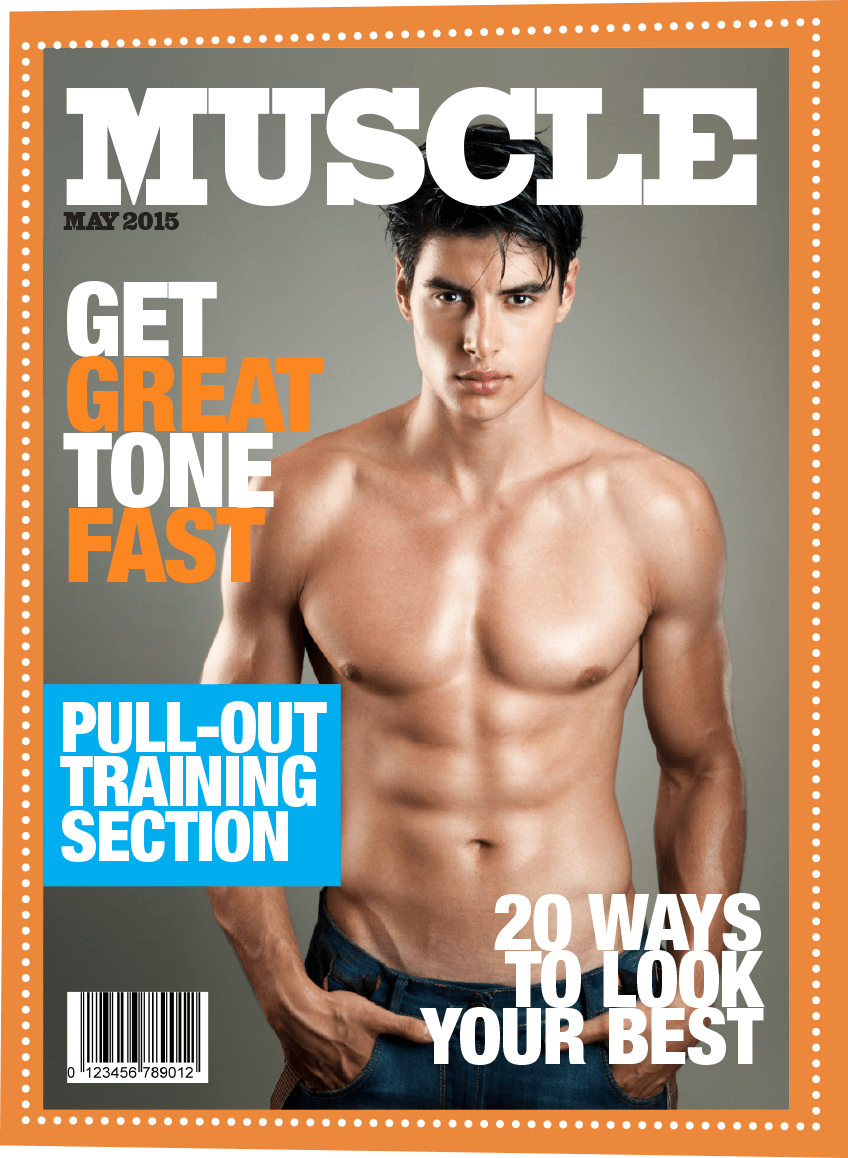 MUSCLE
MAY 2015
GET
GREAT
TONE
FAST
PULL-OUT
TRAINING
SECTION
20 WAYS
TO LOOK
YOUR BEST
0 123456 789012